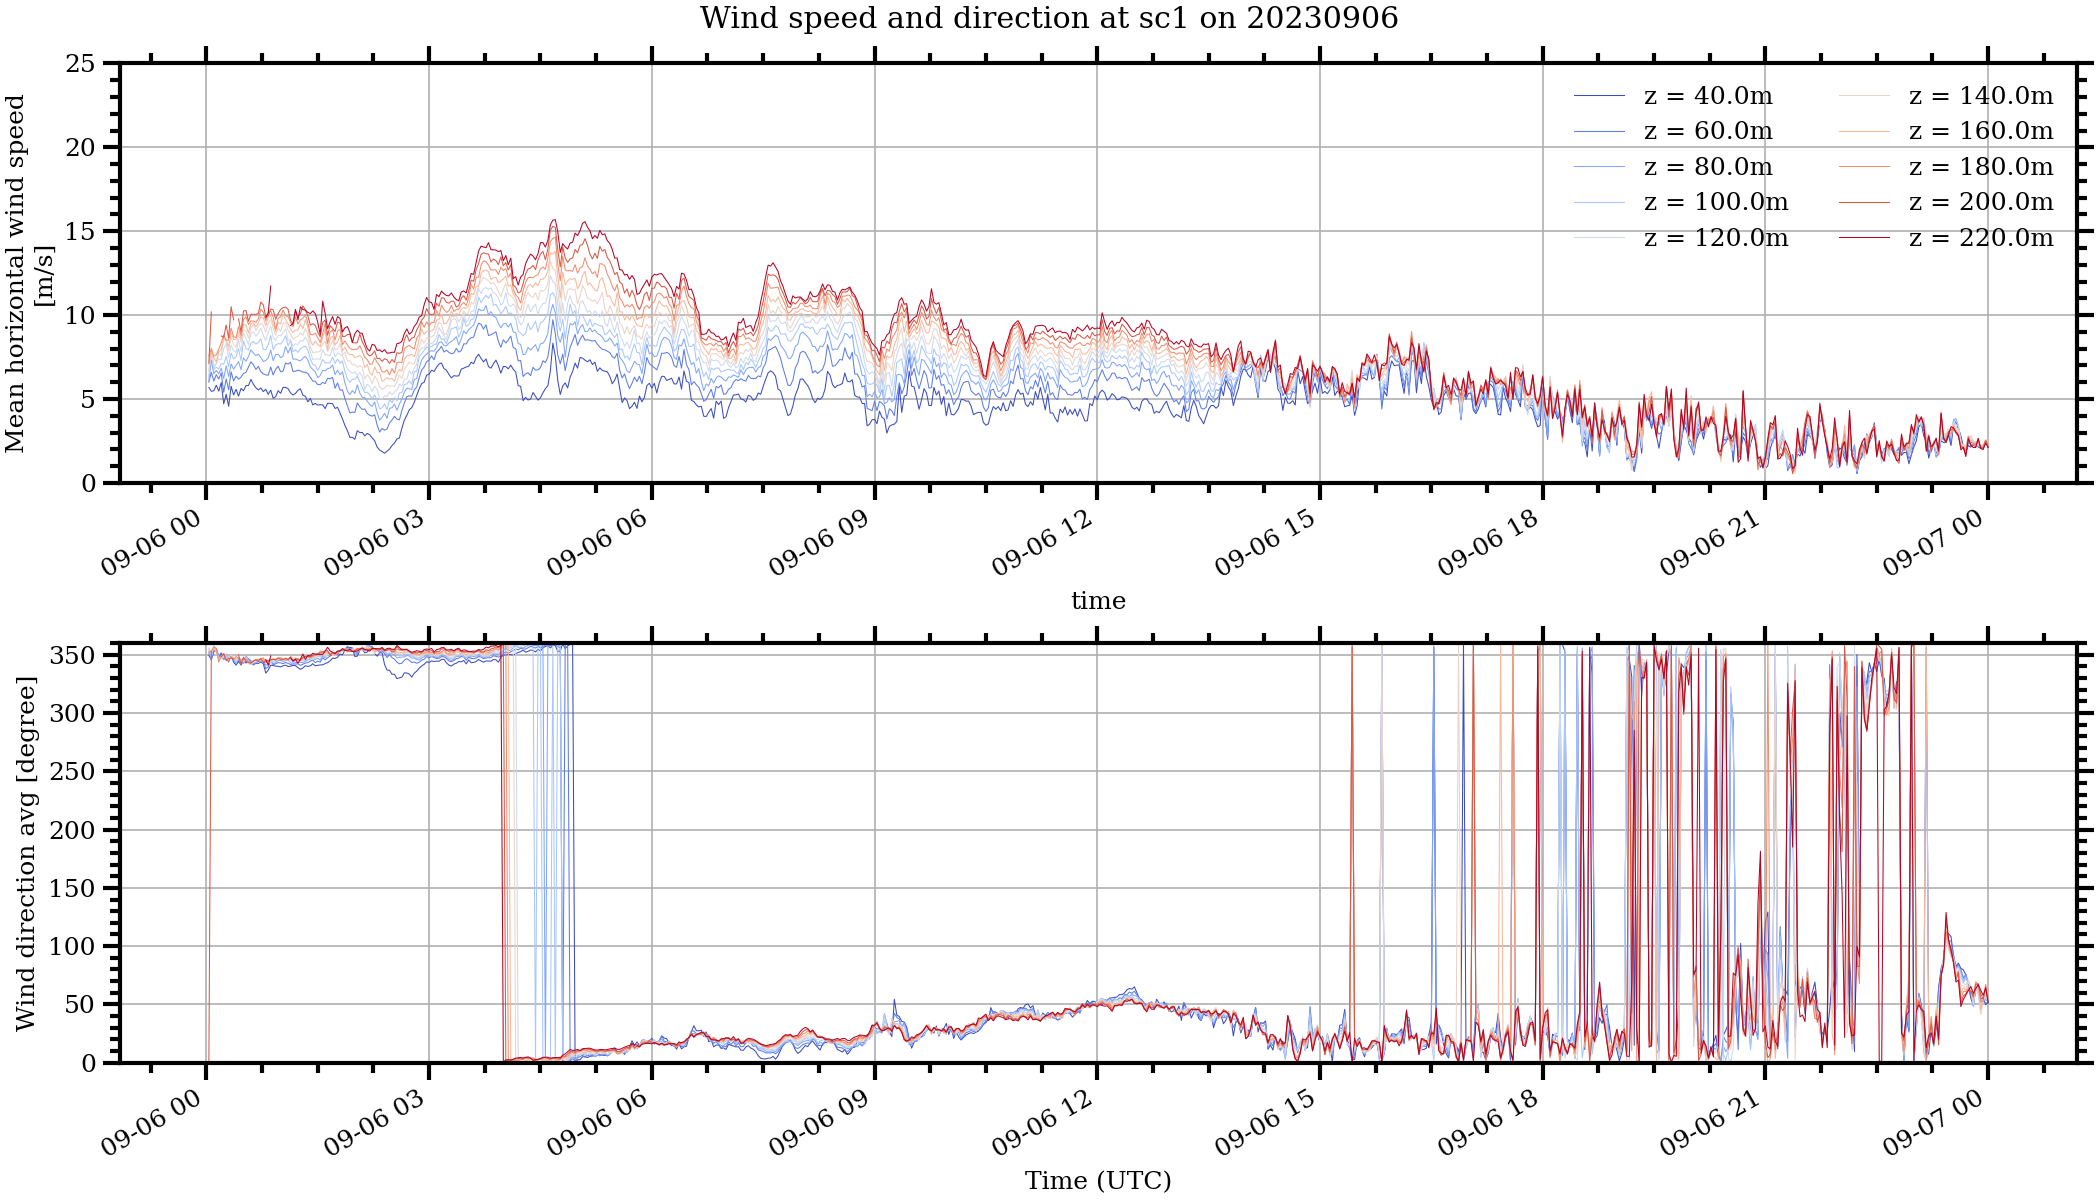 Wind speed and direction at sc1 on 20230906
Mean horizontal wind speed
[m/s]
25
20
15
10
5
0
z = 40.0m
z = 60.0m
z = 80.0m
z = 100.0m
z = 120.0m
z = 140.0m
z = 160.0m
z = 180.0m
z = 200.0m
z = 220.0m
09-06 00
09-06 03
09-06 06
09-06 09
09-06 12
09-06 15
09-06 18
09-06 21
09-07 00
time
Wind direction avg [degree]
350
300
250
200
150
100
50
0
09-06 00
09-06 03
09-06 06
09-06 09
09-06 12
09-06 15
09-06 18
09-06 21
09-07 00
Time (UTC)